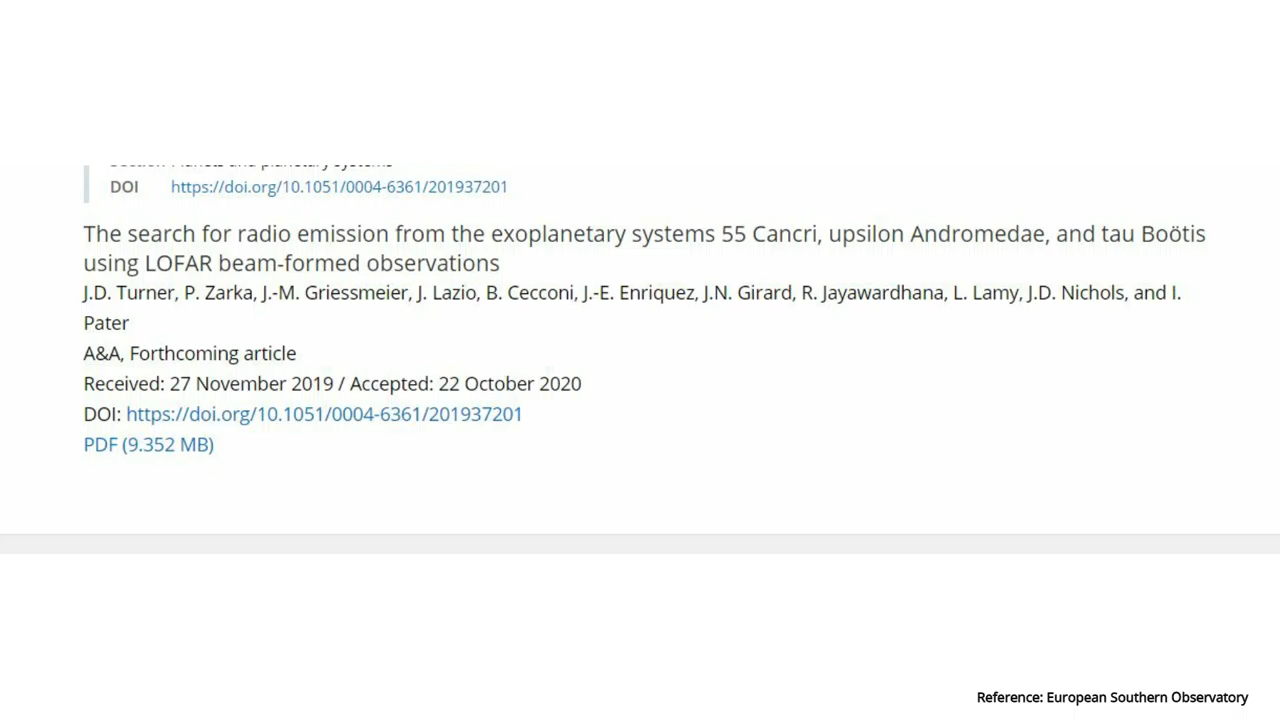 DOI https://doi.org/10.1051/0004-6361/201937201
The search for radio emission from the exoplanetary systems 55 Cancri, upsilon Andromedae, and tau Boötis
using LOFAR beam-formed observations
J.D. Turner, P. Zarka, J.-M. Griessmeier, J. Lazio, B. Cecconi, J.-E. Enriquez, J.N. Girard, R. Jayawardhana, L. Lamy, J.D. Nichols, and I.
Pater
A&A, Forthcoming article
Received: 27 November 2019 / Accepted: 22 October 2020
DOI: https://doi.org/10.1051/0004-6361/201937201
PDF (9.352 MB)
Reference: European Southern Observatory